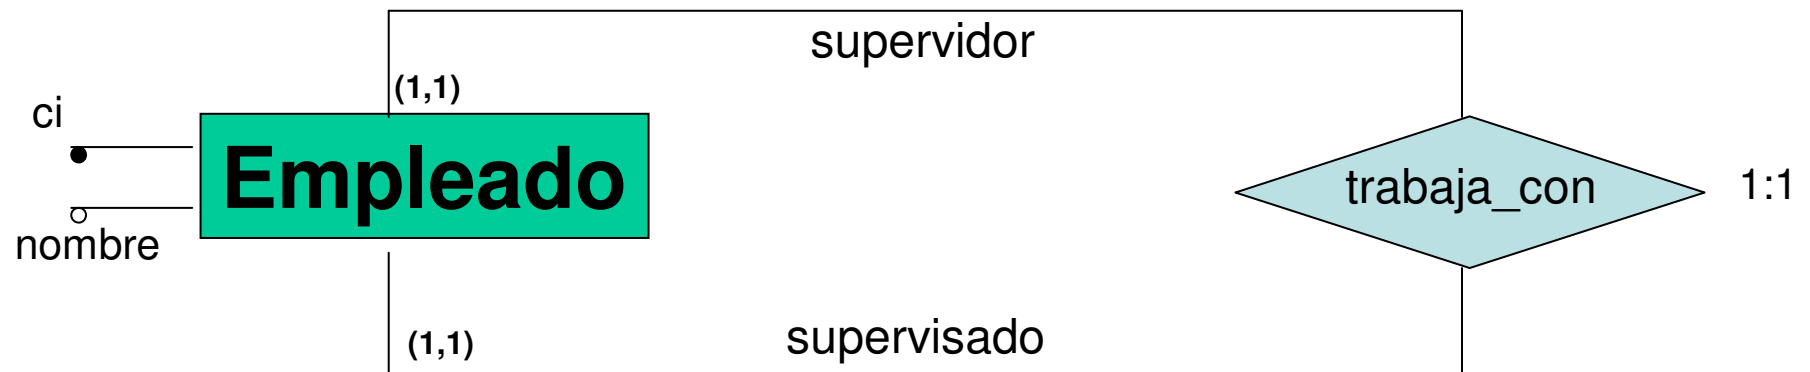 supervidor
(1,1)
ci
Empleado
trabaja_con
1:1
nombre
(1,1)
supervisado